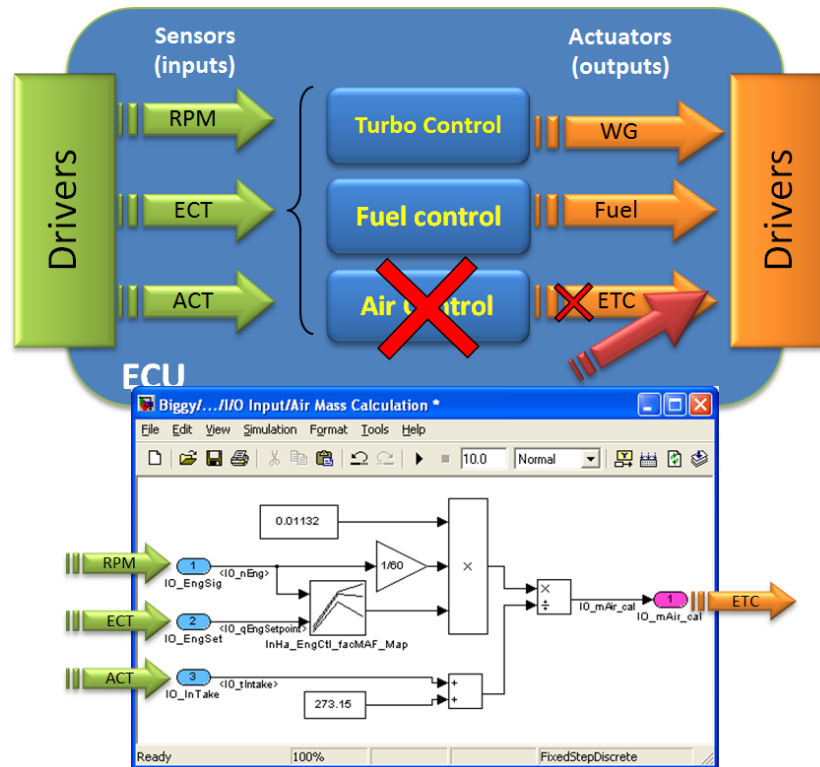 Sensors
(inputs)
Actuators
(outputs)
Drivers
RPM
ECT
ACT
Turbo Control
Fuel control
Air C ntrol
WG
Fuel
ETC
Drivers
ECU
Biggy/.../I/O Input/Air Mass Calculation *
File Edit View Simulation Format Tools Help
10.0 Normal
0.01132
RPM
1
<IO_nEng>
IO_EngSig
1/60
×
×
÷
IO_mAir_cal
1
IO_mAir_cal
ETC
ECT
2
<IO_qEngSetpoint>
IO_EngSet
InHa_EngCtl_facMAF_Map
ACT
3
<IO_tIntake>
IO_InTake
273.15
+
+
Ready 100% FixedStepDiscrete